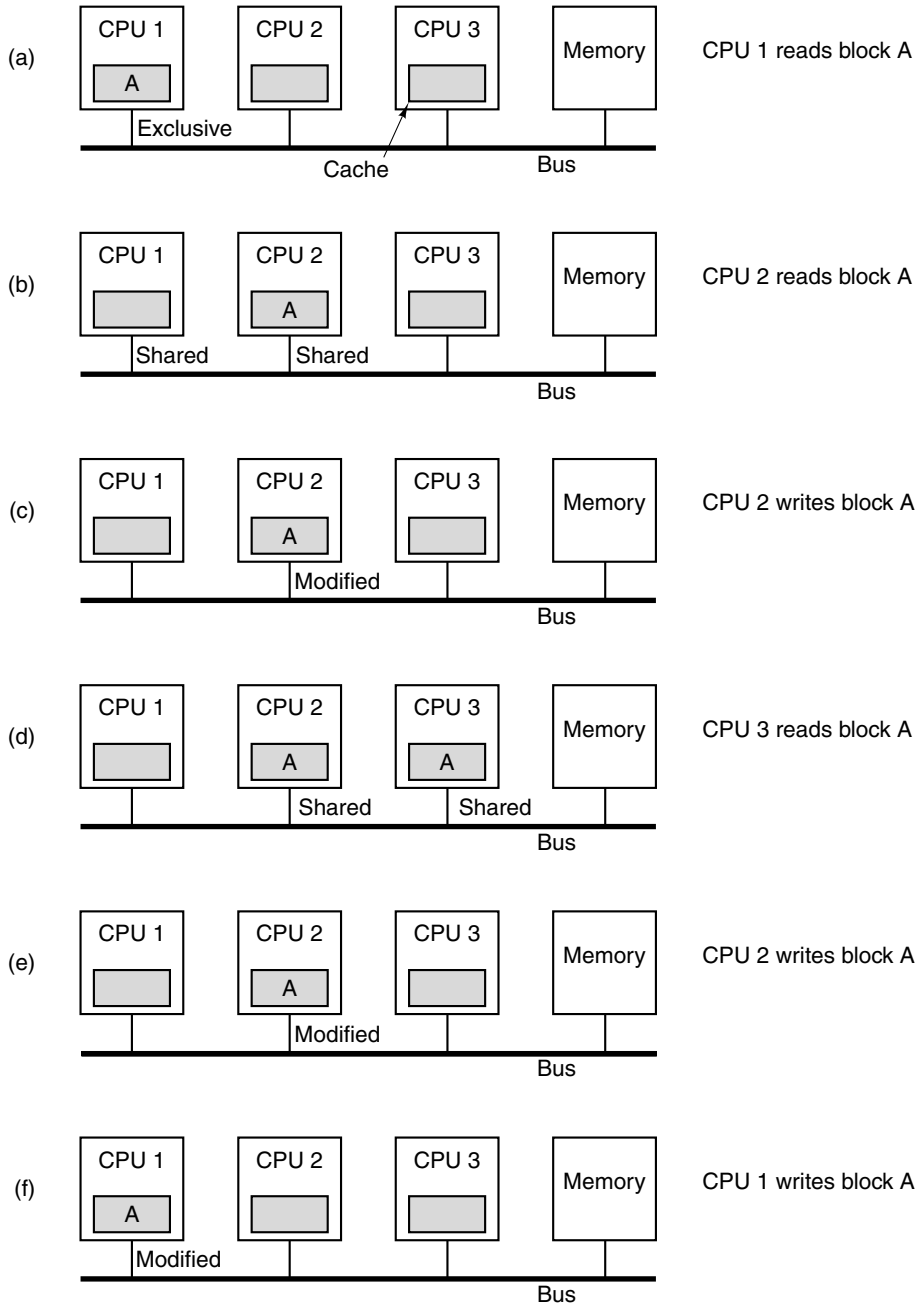 (a)
CPU 1
CPU 2
CPU 3
Memory
CPU 1 reads block A
A
Exclusive
Cache
Bus
(b)
CPU 1
CPU 2
CPU 3
Memory
CPU 2 reads block A
A
Shared
Shared
Bus
(c)
CPU 1
CPU 2
CPU 3
Memory
CPU 2 writes block A
A
Modified
Bus
(d)
CPU 1
CPU 2
CPU 3
Memory
CPU 3 reads block A
A
A
Shared
Shared
Bus
(e)
CPU 1
CPU 2
CPU 3
Memory
CPU 2 writes block A
A
Modified
Bus
(f)
CPU 1
CPU 2
CPU 3
Memory
CPU 1 writes block A
A
Modified
Bus